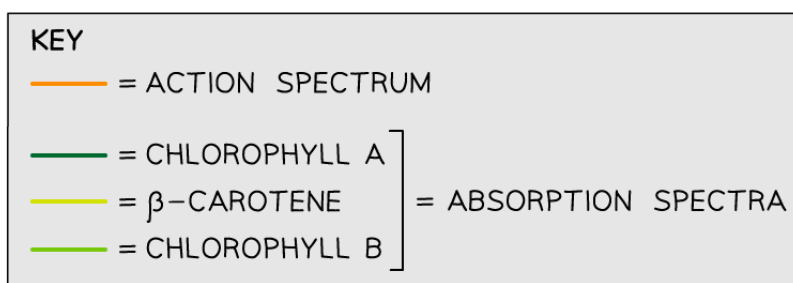 KEY
= ACTION SPECTRUM
= CHLOROPHYLL A
= β-CAROTENE
= ABSORPTION SPECTRA
= CHLOROPHYLL B